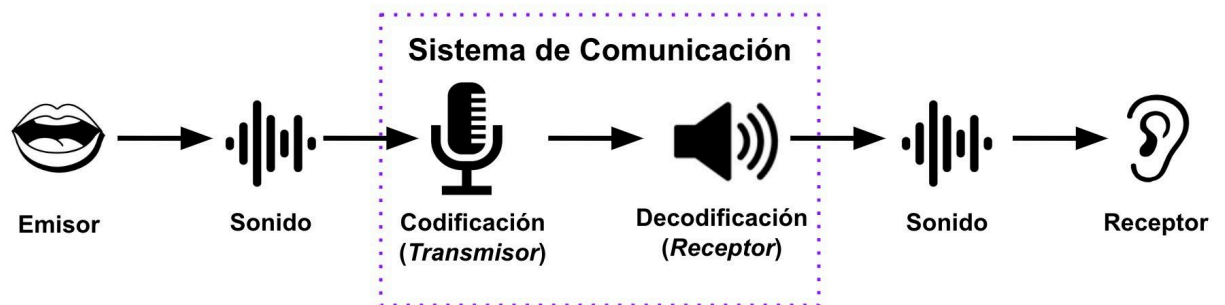 Sistema de Comunicación
Emisor
Sonido
Codificación
(Transmisor)
Decodificación
(Receptor)
Sonido
Receptor